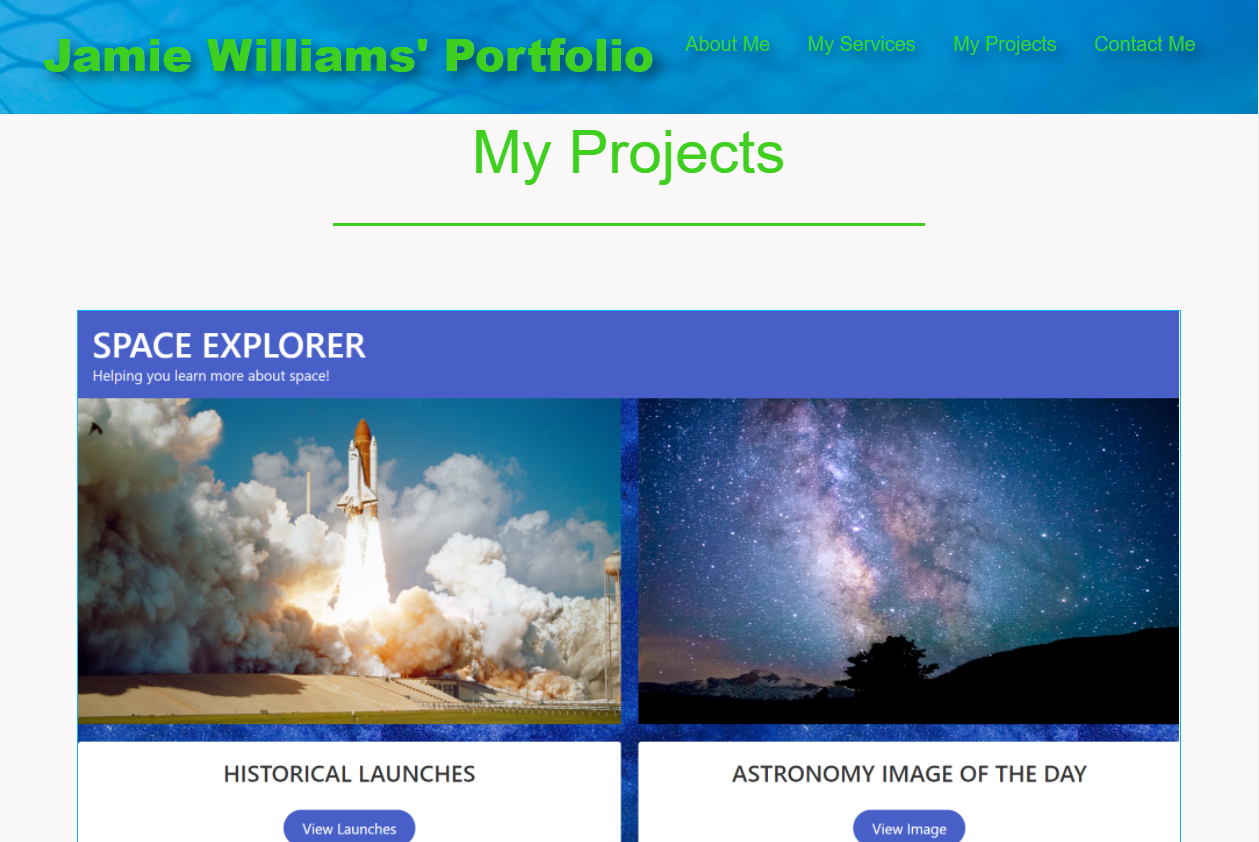 Jamie Williams' Portfolio
About Me My Services My Projects Contact Me
My Projects
SPACE EXPLORER
Helping you learn more about space!
HISTORICAL LAUNCHES
ASTRONOMY IMAGE OF THE DAY
View Launches
View Image